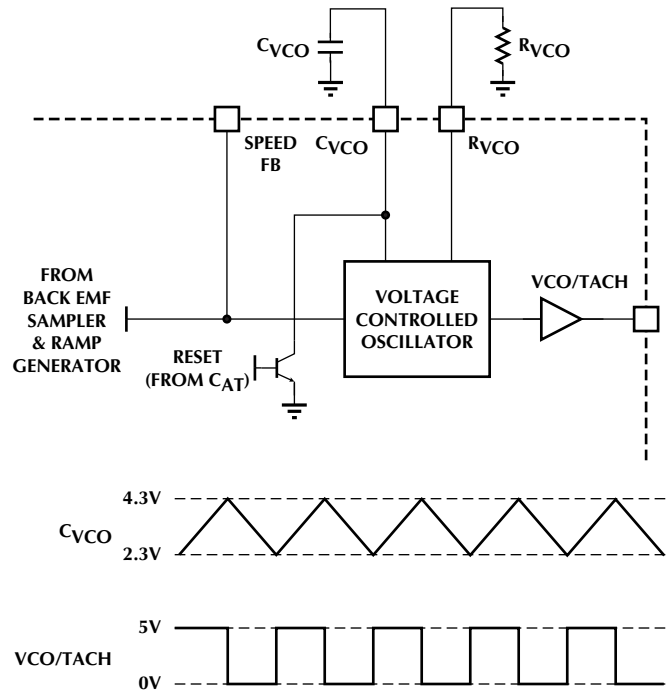 CVCO
RVCO
SPEED
FB
CVCO
RVCO
FROM
BACK EMF
SAMPLER
& RAMP
GENERATOR
VOLTAGE
CONTROLLED
OSCILLATOR
VCO/TACH
RESET
(FROM CAT)
4.3V
CVCO
2.3V
5V
VCO/TACH
0V